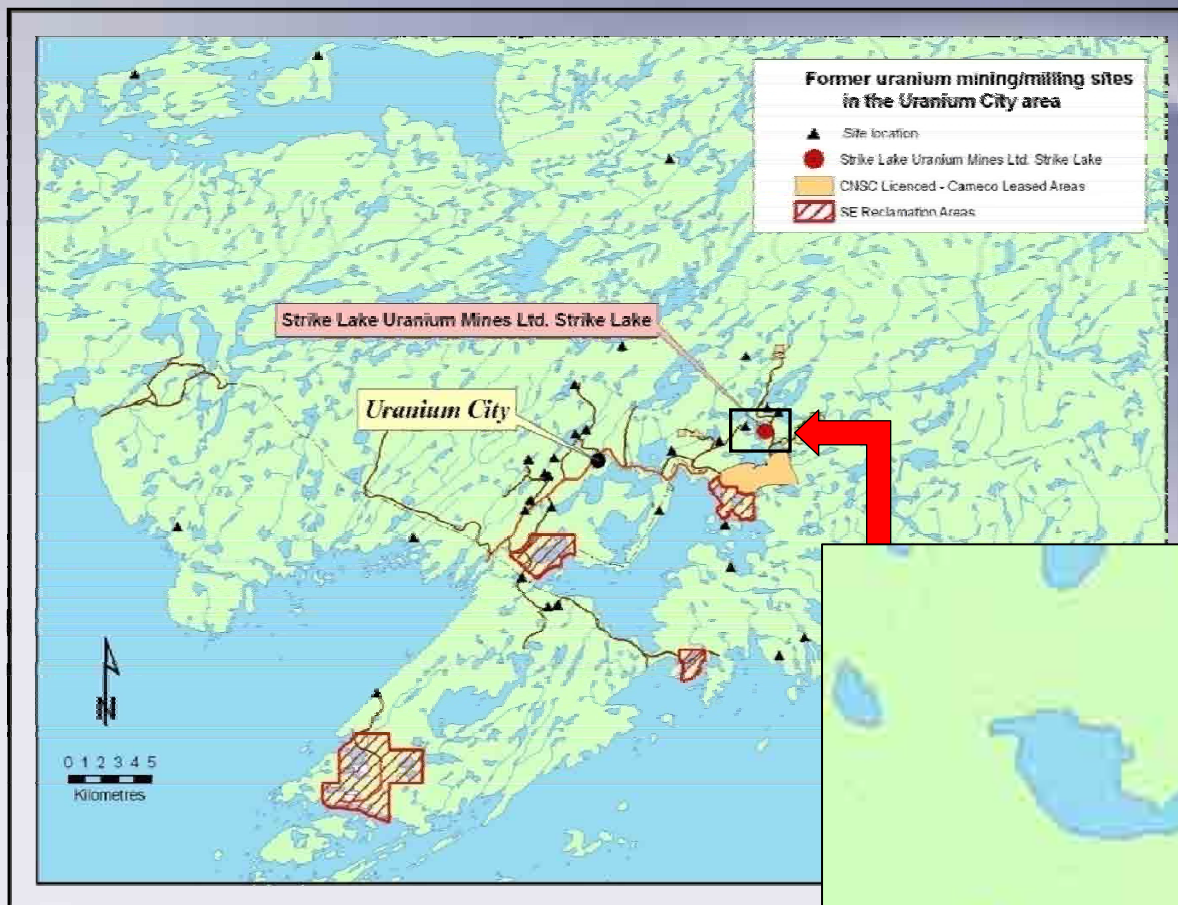 Former uranium mining/milling sites
in the Uranium City area
Site location
Strike Lake Uranium Mines Ltd. Strike Lake
CNSC Licenced - Cameco Leased Areas
SE Reclamation Areas
Strike Lake Uranium Mines Ltd. Strike Lake
Uranium City
N
0 1 2 3 4 5
Kilometres